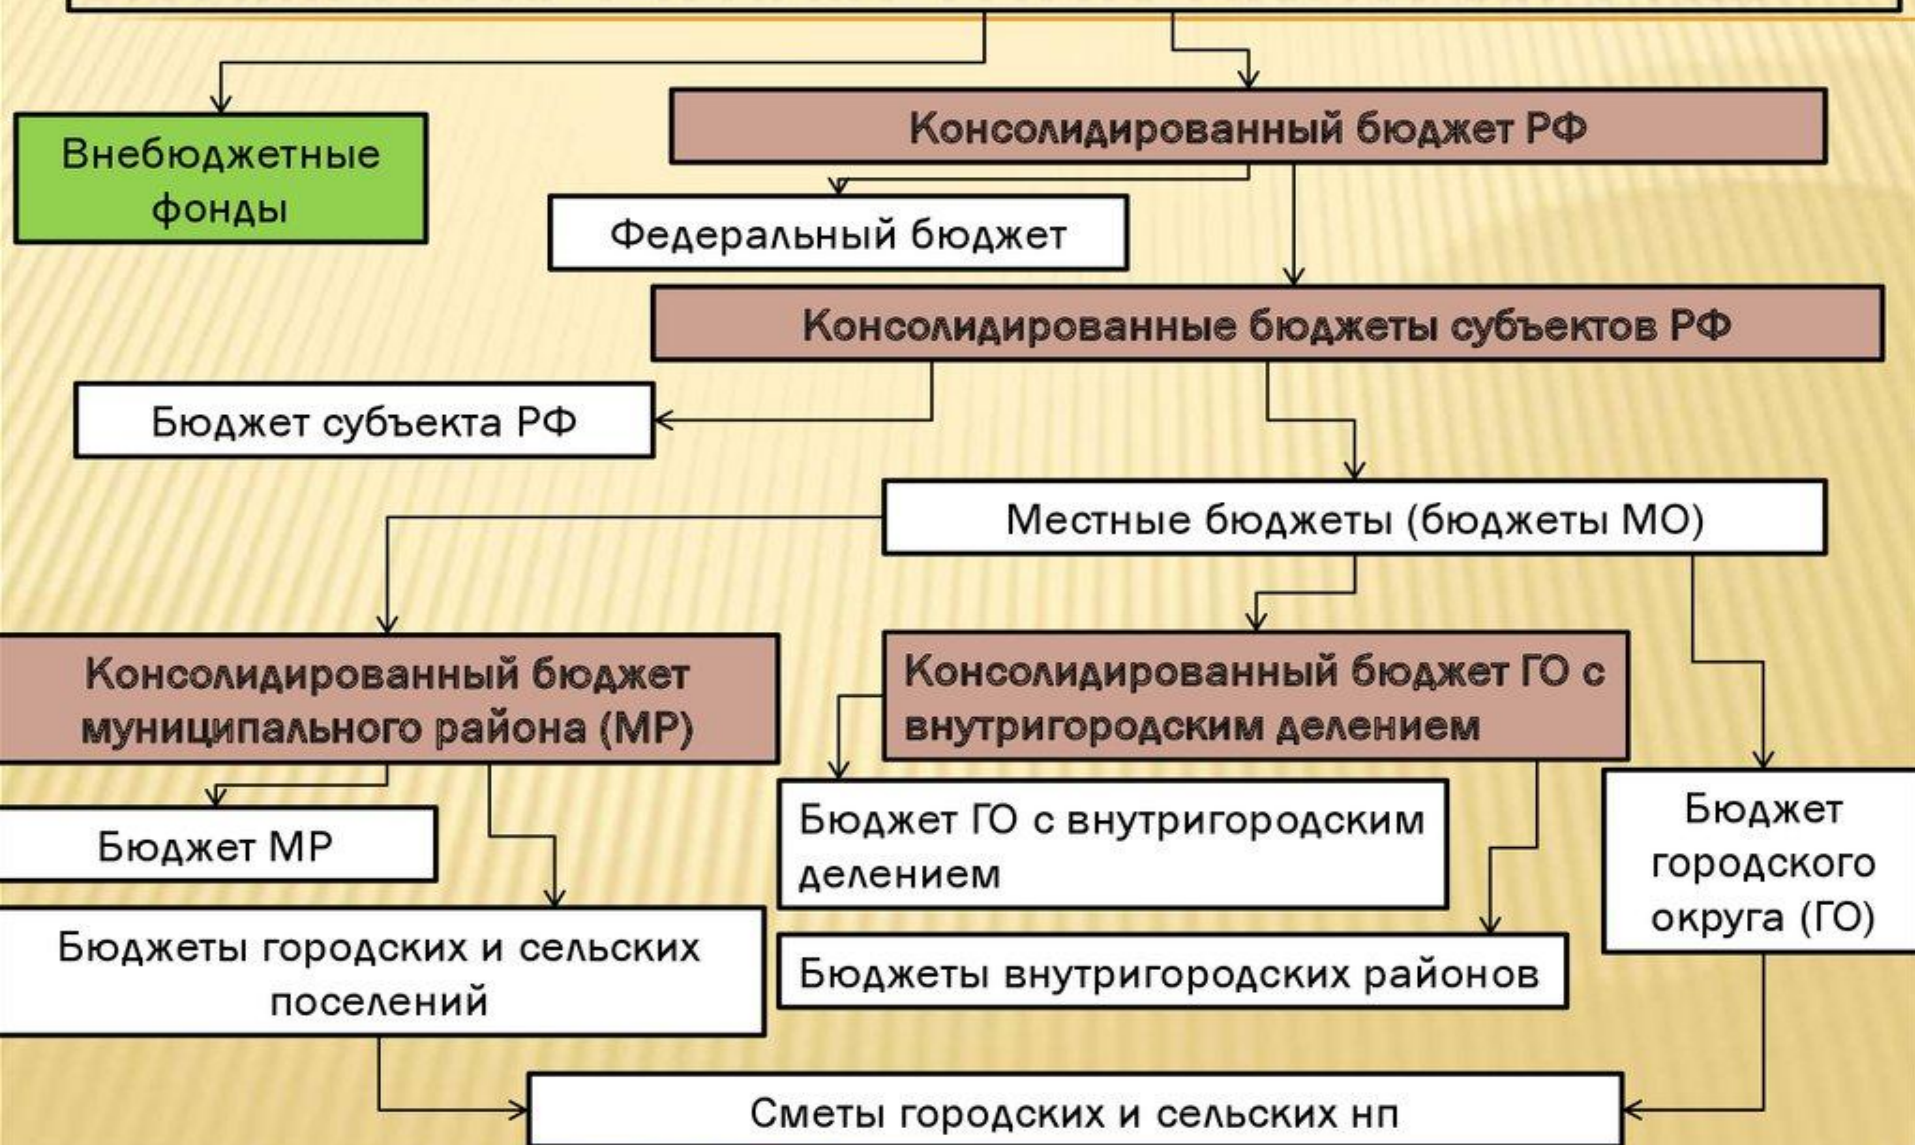 Консолидированный бюджет РФ
Внебюджетные
фонды
Федеральный бюджет
Консолидированные бюджеты субъектов РФ
Бюджет субъекта РФ
Местные бюджеты (бюджеты МО)
Консолидированный бюджет
муниципального района (МР)
Консолидированный бюджет ГО с
внутригородским делением
Бюджет МР
Бюджет ГО с внутригородским
делением
Бюджет
городского
округа (ГО)
Бюджеты городских и сельских
поселений
Бюджеты внутригородских районов
Сметы городских и сельских нп